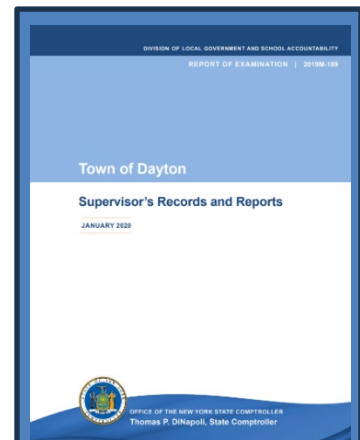 DIVISION OF LOCAL GOVERNMENT AND SCHOOL ACCOUNTABILITY
REPORT OF EXAMINATION | 2019M-189
Town of Dayton
Supervisor's Records and Reports
JANUARY 2020
OFFICE OF THE NEW YORK STATE COMPTROLLER
Thomas P. DiNapoli, State Comptroller